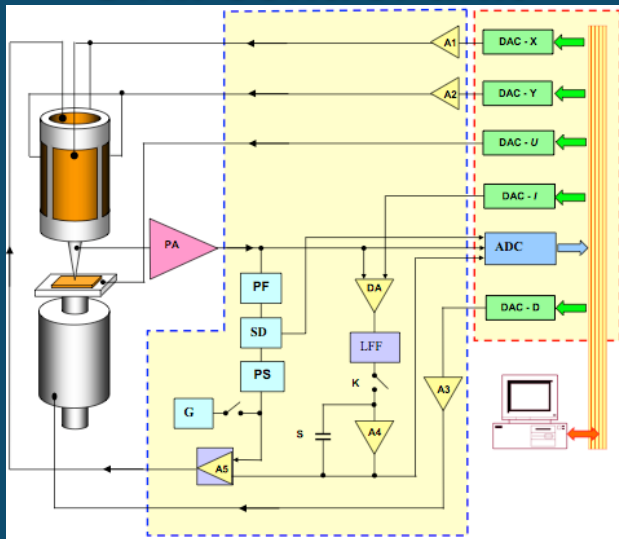 A1
DAC - X
A2
DAC - Y
DAC - U
DAC - I
PA
ADC
PF
DA
SD
DAC - D
LFF
PS
K
A3
G
S
A4
A5